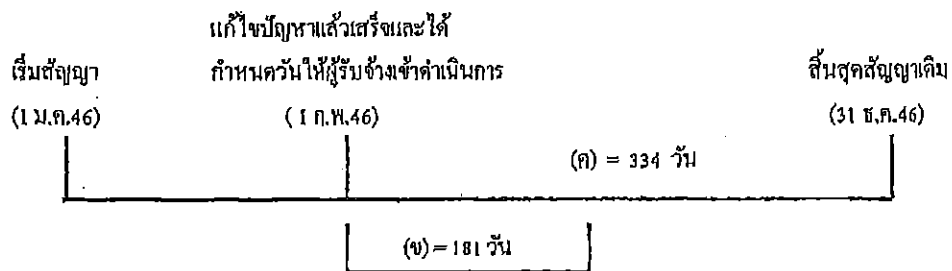 แก้ไขปัญหาแล้วเสร็จและได้
เริ่มสัญญา กำหนดวันให้ผู้รับจ้างเข้าดำเนินการ สิ้นสุดสัญญาเดิม
(1 ม.ค.46) (1 ก.พ.46) (31 ธ.ค.46)
(ค) = 334 วัน
(ข) = 181 วัน